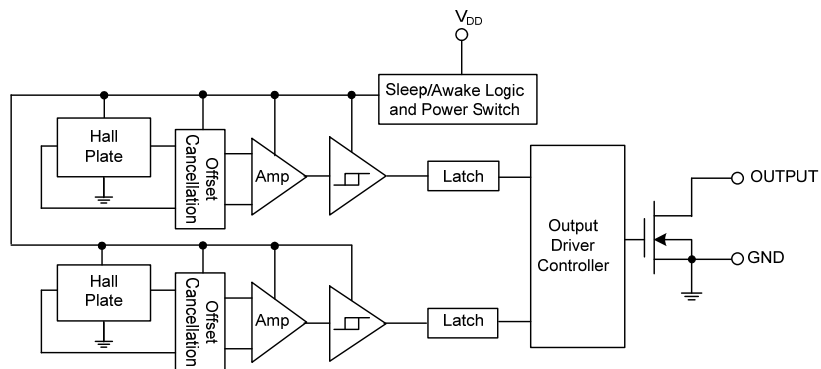 VDD
Sleep/Awake Logic
and Power Switch
Hall
Plate
Offset
Cancellation
Amp
Latch
OUTPUT
Output
Driver
Controller
GND
Hall
Plate
Offset
Cancellation
Amp
Latch